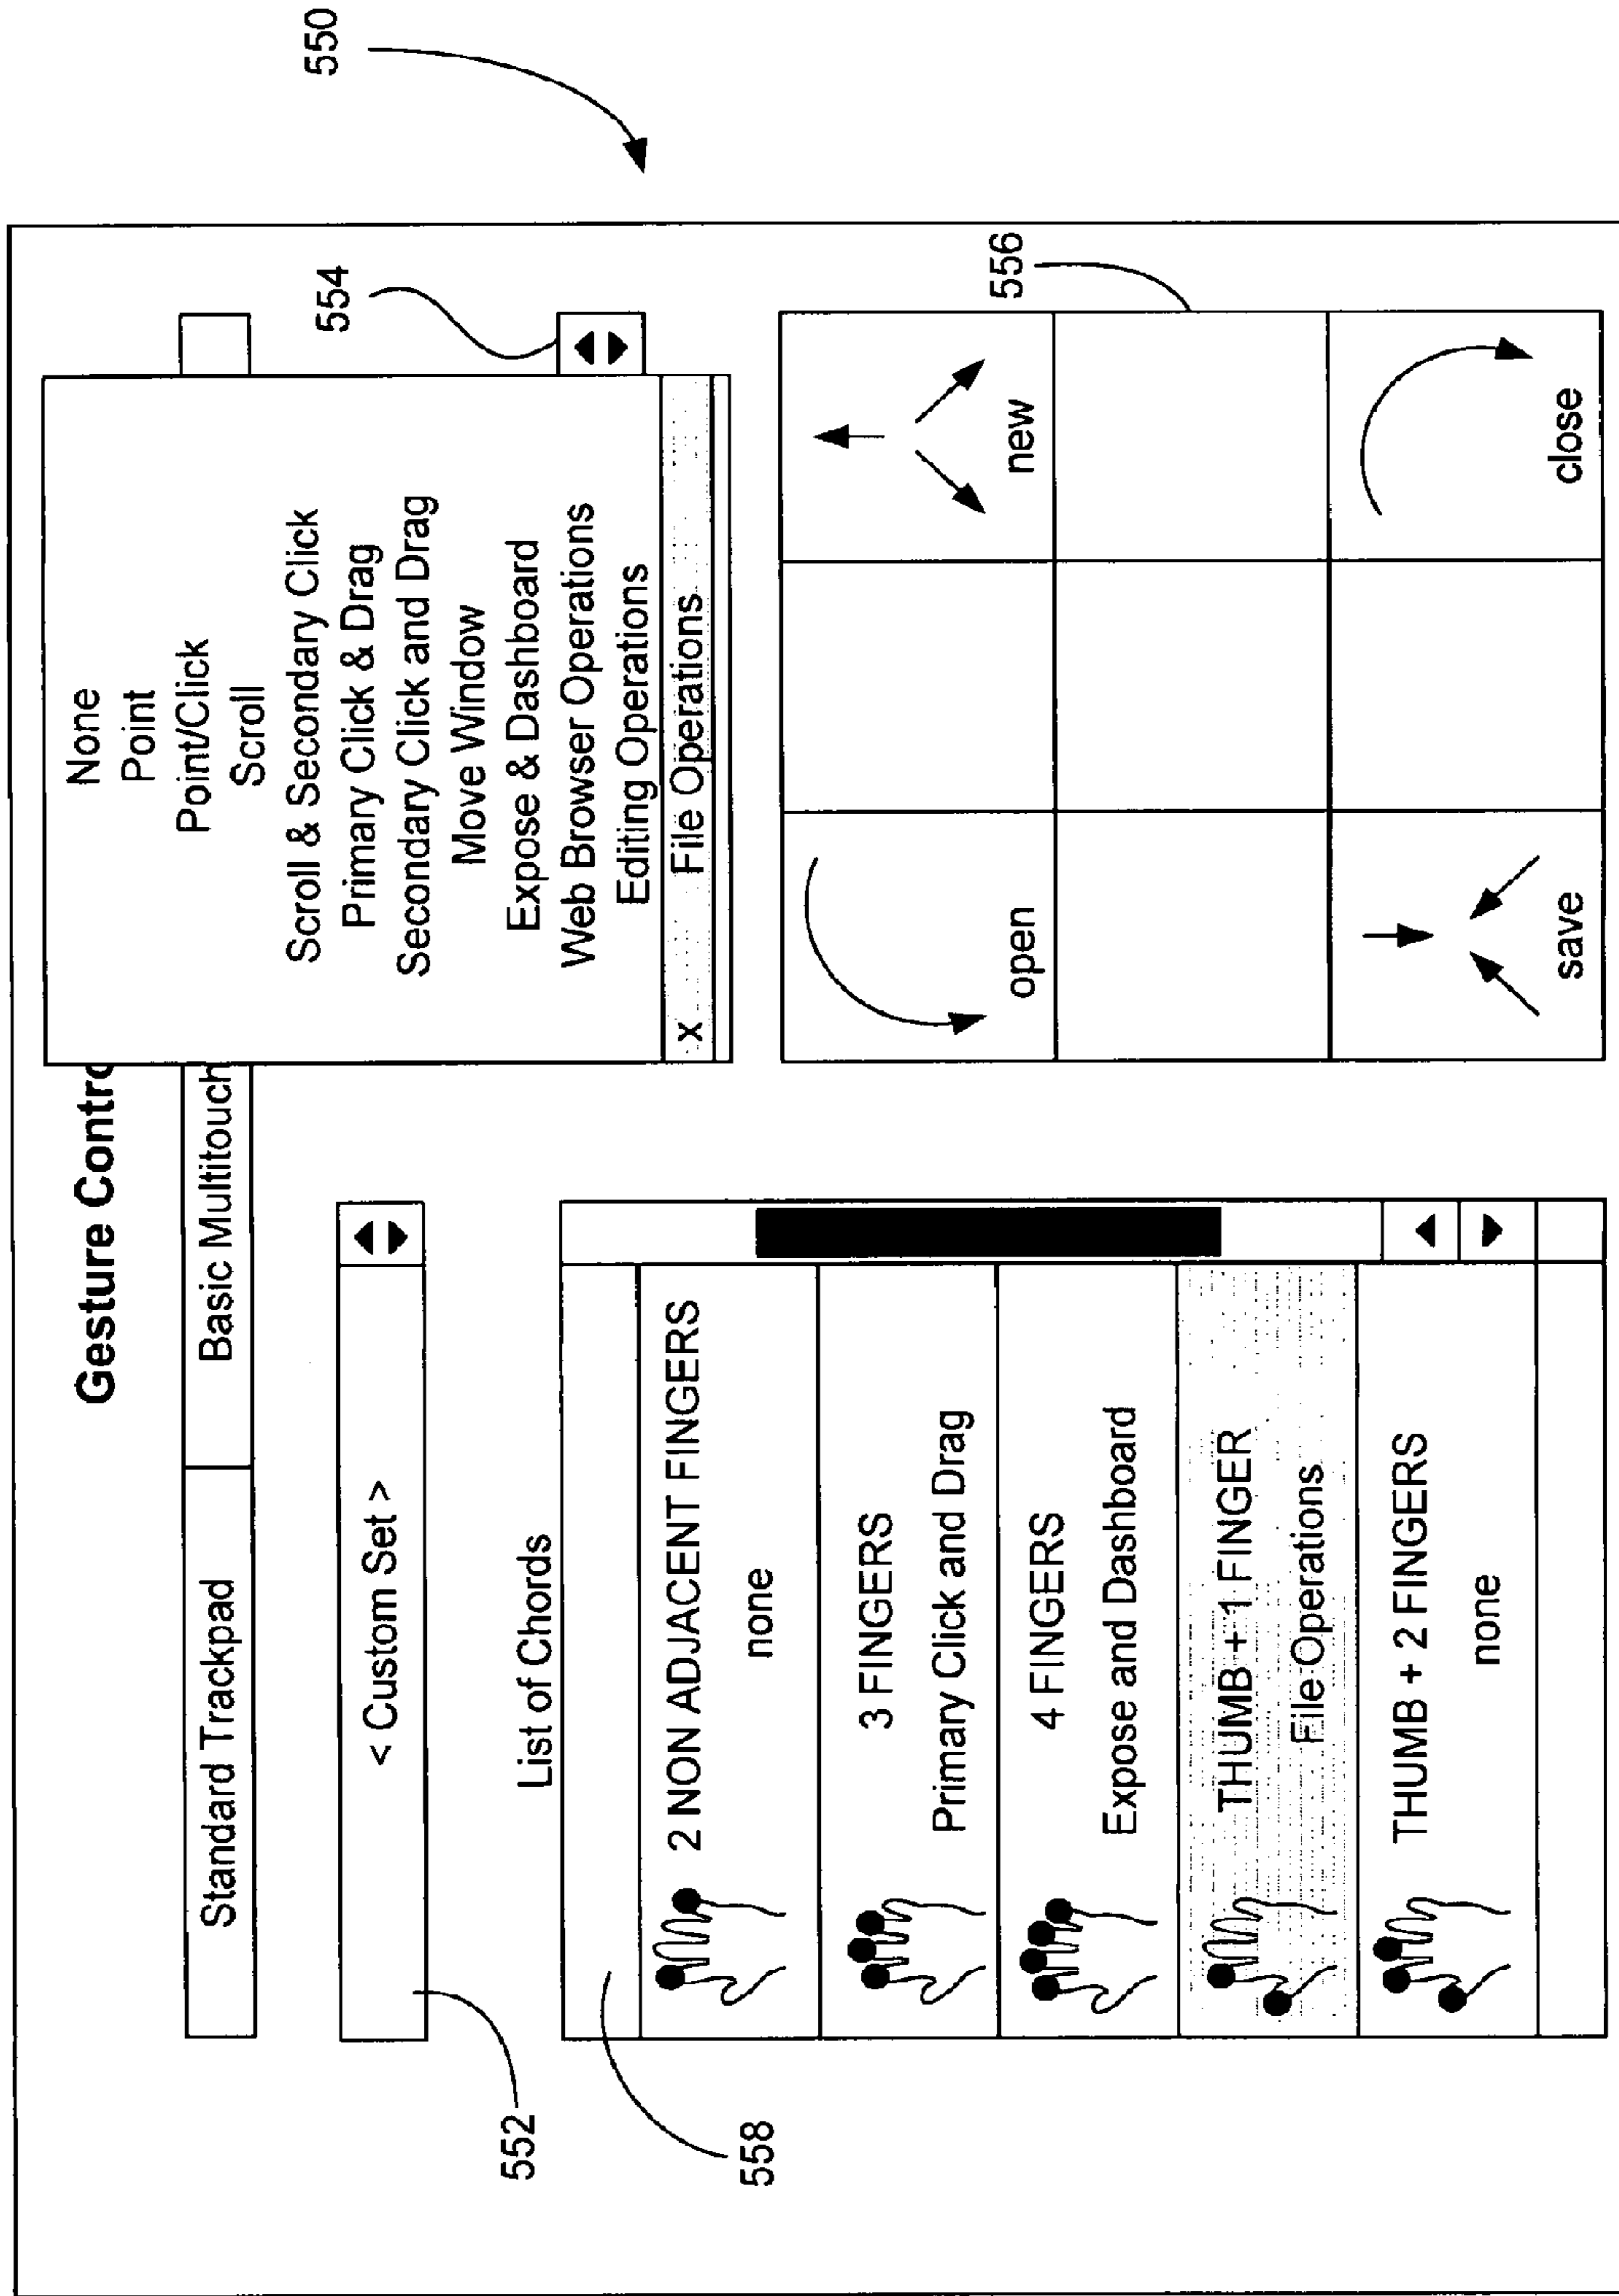 550
Gesture Contro
Standard Trackpad
Basic Multitouch
< Custom Set >
552
List of Chords
558
2 NON ADJACENT FINGERS
none
3 FINGERS
Primary Click and Drag
4 FINGERS
Expose and Dashboard
THUMB + 1 FINGER
File Operations
THUMB + 2 FINGERS
none
None
Point
Point/Click
Scroll
Scroll & Secondary Click
Primary Click & Drag
Secondary Click and Drag
Move Window
Expose & Dashboard
Web Browser Operations
Editing Operations
x File Operations
554
556
open
new
save
close